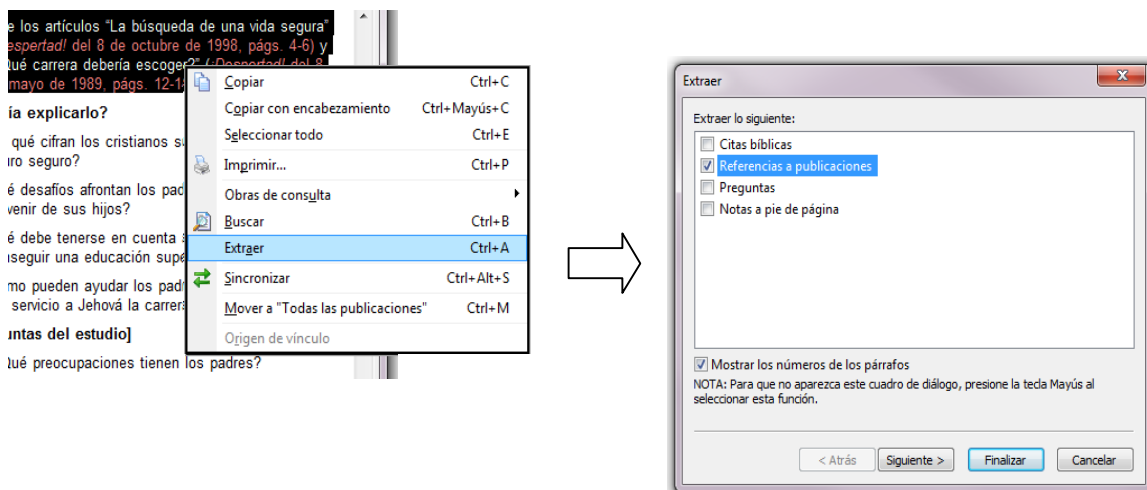 e los artículos “La búsqueda de una vida segura”
espertad! del 8 de octubre de 1998, págs. 4-6) y
ué carrera debería escoger?” (¡Despertad! del 8
mayo de 1989, págs. 12-1
ía explicarlo?
qué cifran los cristianos s
uro seguro?
é desafíos afrontan los pad
venir de sus hijos?
é debe tenerse en cuenta
seguir una educación supe
mo pueden ayudar los pad
servicio a Jehová la carrer
untas del estudio]
ué preocupaciones tienen los padres?
Copiar Ctrl+C
Copiar con encabezamiento Ctrl+Mayús+C
Seleccionar todo Ctrl+E
Imprimir... Ctrl+P
Obras de consulta
Buscar Ctrl+B
Extraer Ctrl+A
Sincronizar Ctrl+Alt+S
Mover a "Todas las publicaciones" Ctrl+M
Origen de vínculo
Extraer
Extraer lo siguiente:
Citas bíblicas
Referencias a publicaciones
Preguntas
Notas a pie de página
Mostrar los números de los párrafos
NOTA: Para que no aparezca este cuadro de diálogo, presione la tecla Mayús al
seleccionar esta función.
< Atrás Siguiente > Finalizar Cancelar